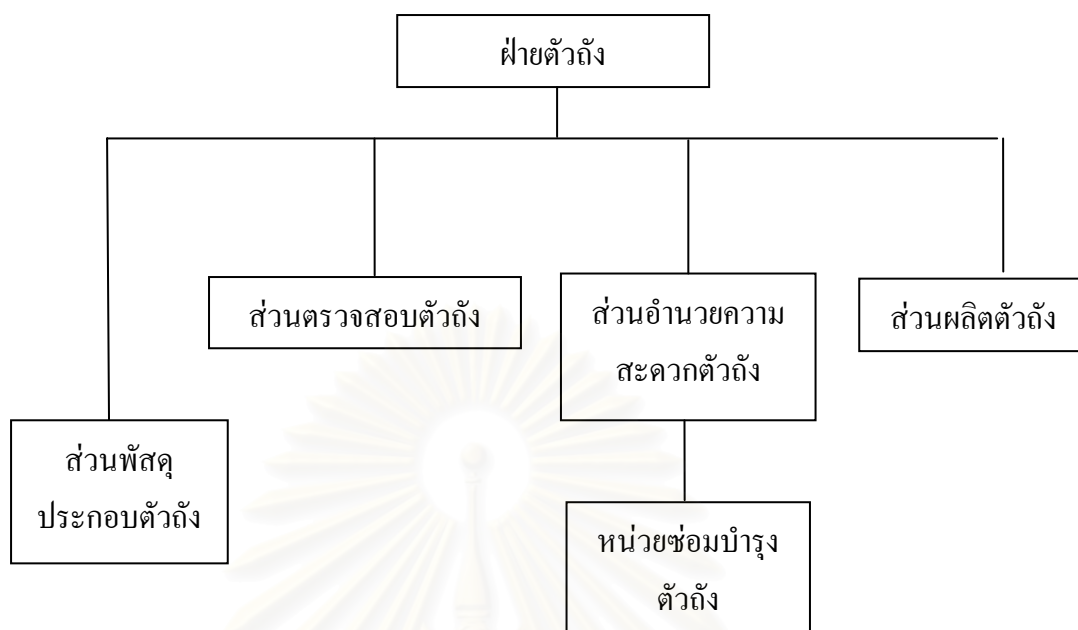 ฝ่ายตัวถัง
ส่วนตรวจสอบตัวถัง
ส่วนอำนวยความ
สะดวกตัวถัง
ส่วนผลิตตัวถัง
ส่วนพัสดุ
ประกอบตัวถัง
หน่วยซ่อมบำรุง
ตัวถัง